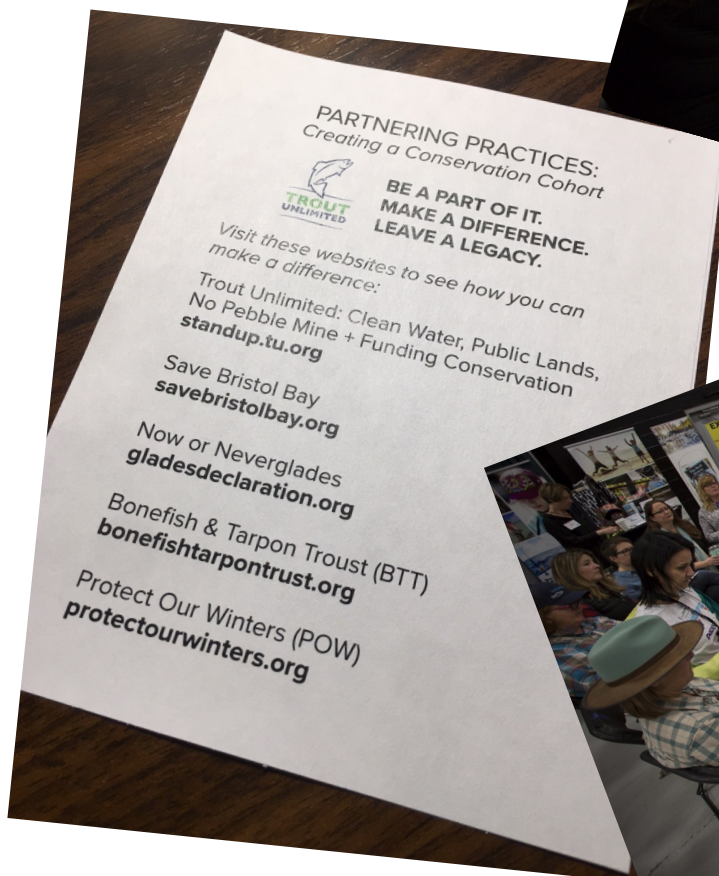 PARTNERING PRACTICES:
Creating a Conservation Cohort
TROUT
UNLIMITED
BE A PART OF IT.
MAKE A DIFFERENCE.
LEAVE A LEGACY.
Visit these websites to see how you can
make a difference:
Trout Unlimited: Clean Water, Public Lands,
No Pebble Mine + Funding Conservation
standup.tu.org
Save Bristol Bay
savebristolbay.org
Now or Neverglades
gladesdeclaration.org
Bonefish & Tarpon Troust (BTT)
bonefishtarpontrust.org
Protect Our Winters (POW)
protectourwinters.org